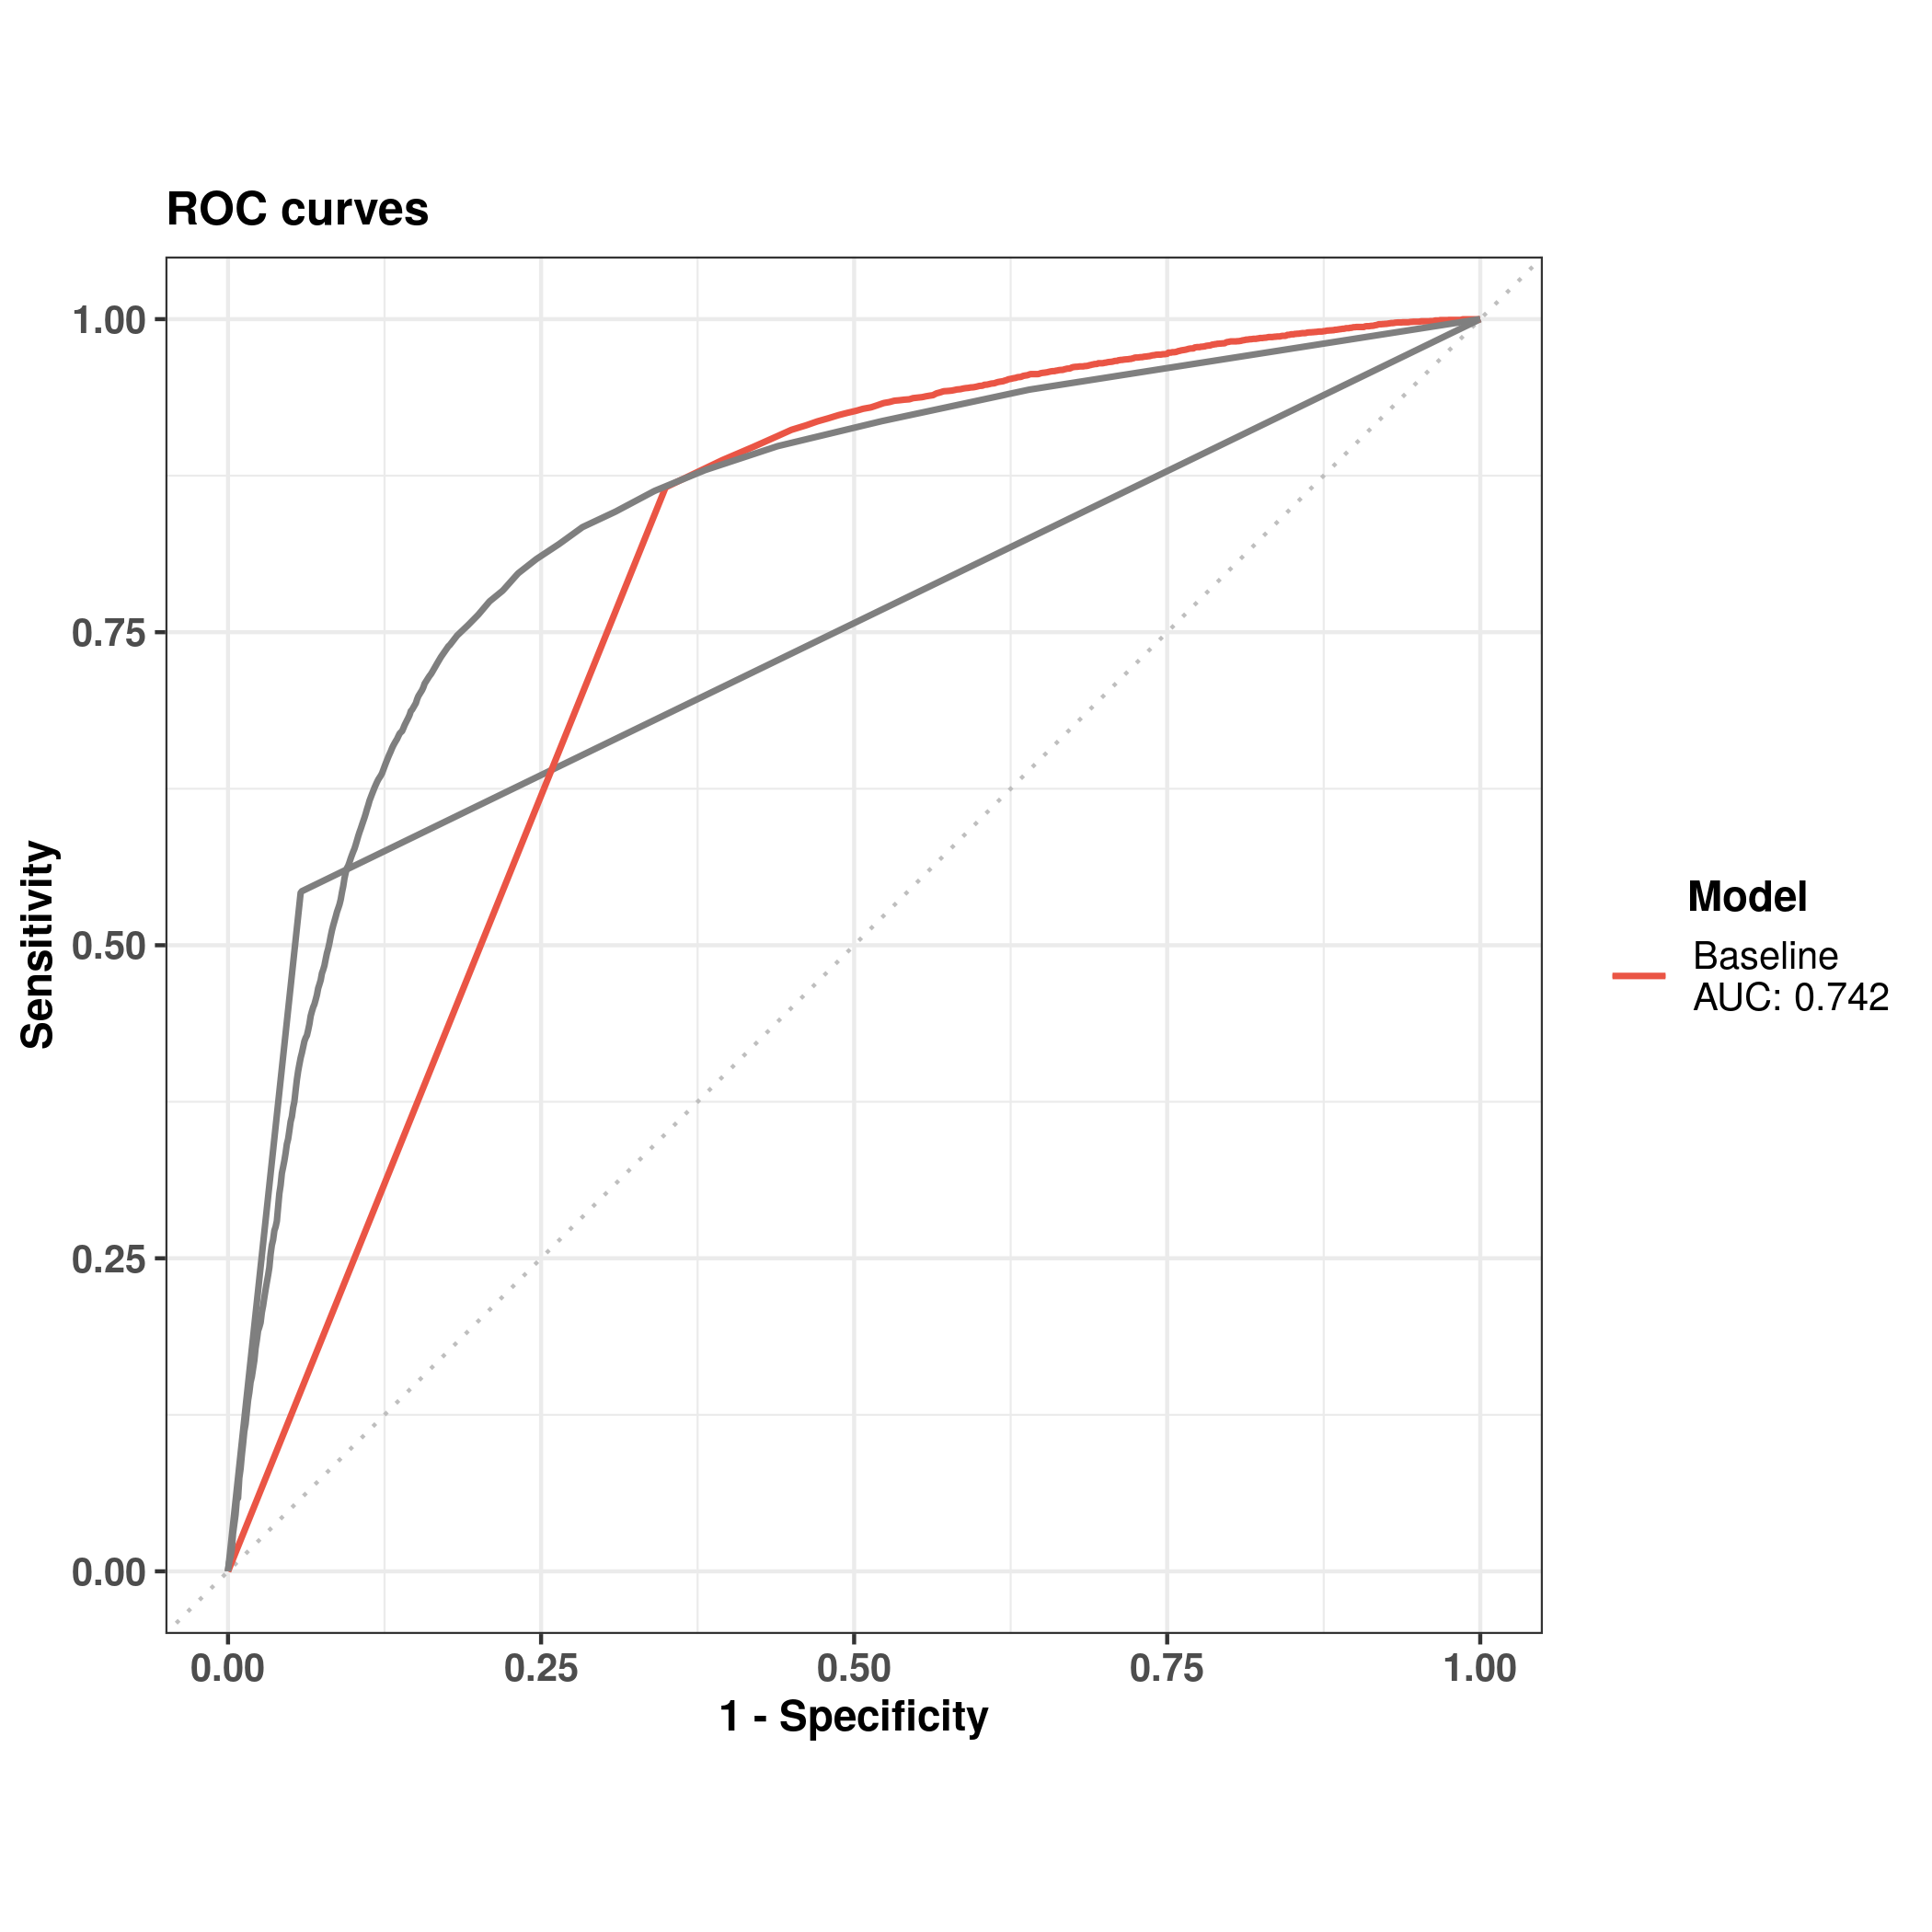 ROC curves
1.00
0.75
0.50
0.25
0.00
Sensitivity
0.00 0.25 0.50 0.75 1.00
1 - Specificity
Model
Baseline
AUC: 0.742